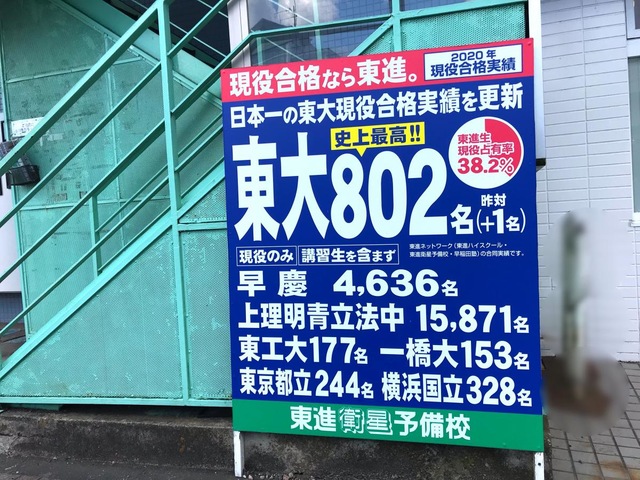 現役合格なら東進。
2020年
現役合格実績
日本一の東大現役合格実績を更新
史上最高!!
東大802名
昨対
(+1名)
東進生
現役占有率
38.2%
東進ネットワーク(東進ハイスクール・
東進衛星予備校・早稲田塾)の合同実績です。
現役のみ 講習生を含まず
早慶 4,636名
上理明青立法中 15,871名
東工大177名 一橋大153名
東京都立244名 横浜国立328名
東進衛星予備校